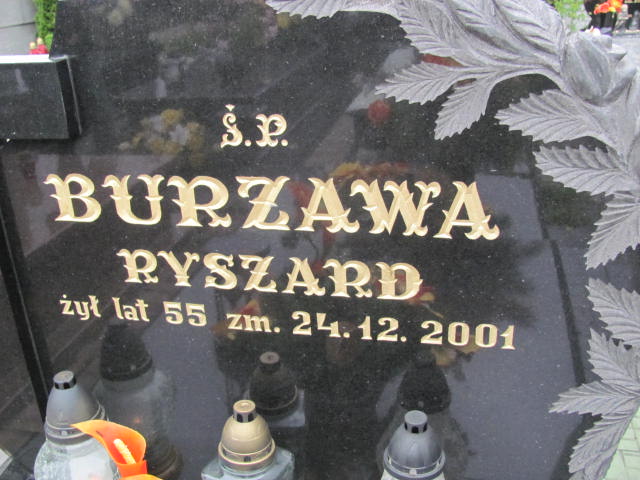 Ś.P.
BURZAWA
RYSZARD
żył lat 55 zm. 24.12.2001